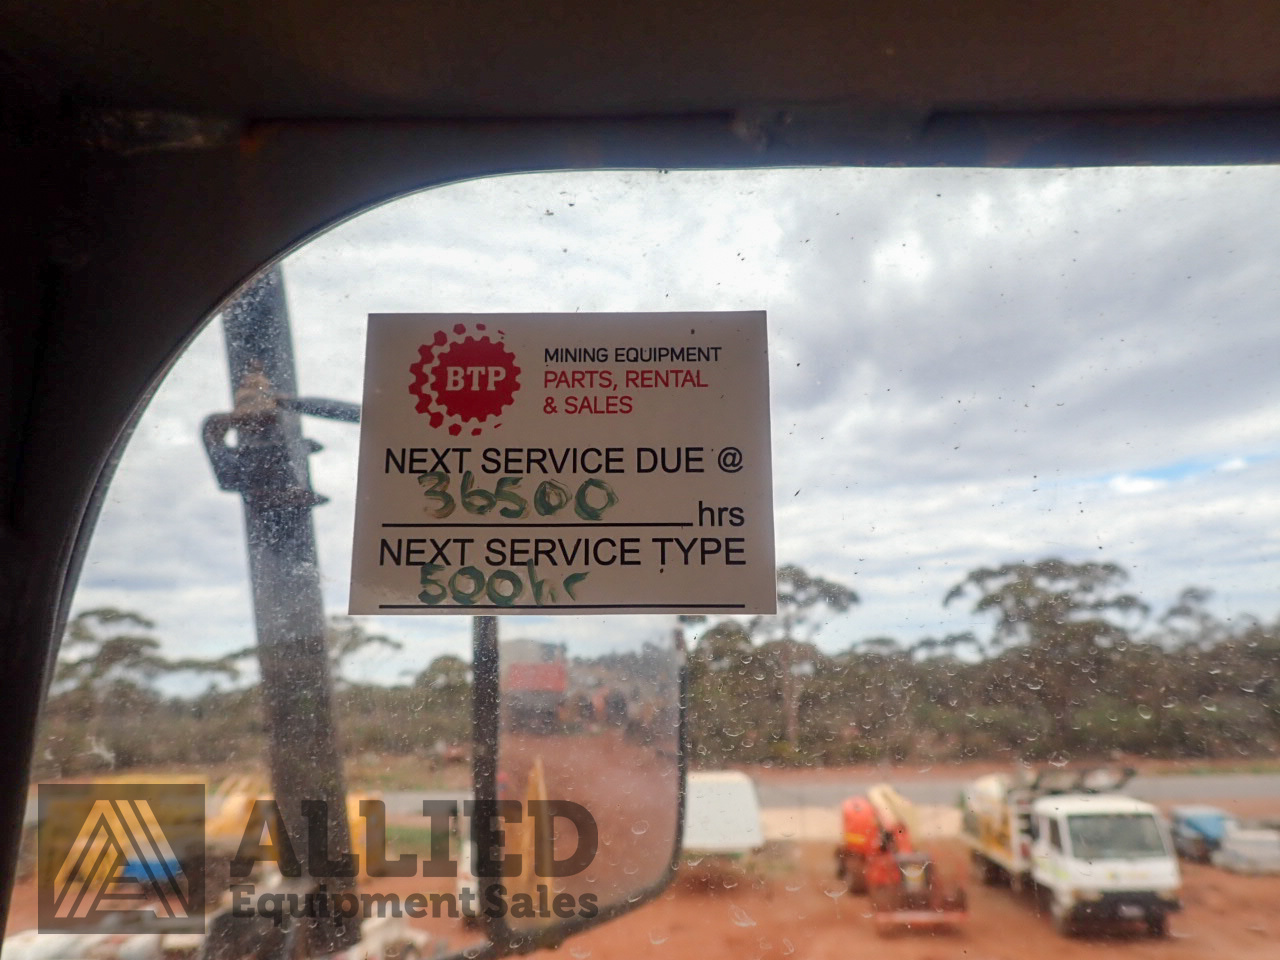 BTP
MINING EQUIPMENT
PARTS, RENTAL
& SALES
NEXT SERVICE DUE @
36500
hrs
NEXT SERVICE TYPE
500hr
ALLIED
Equipment Sales